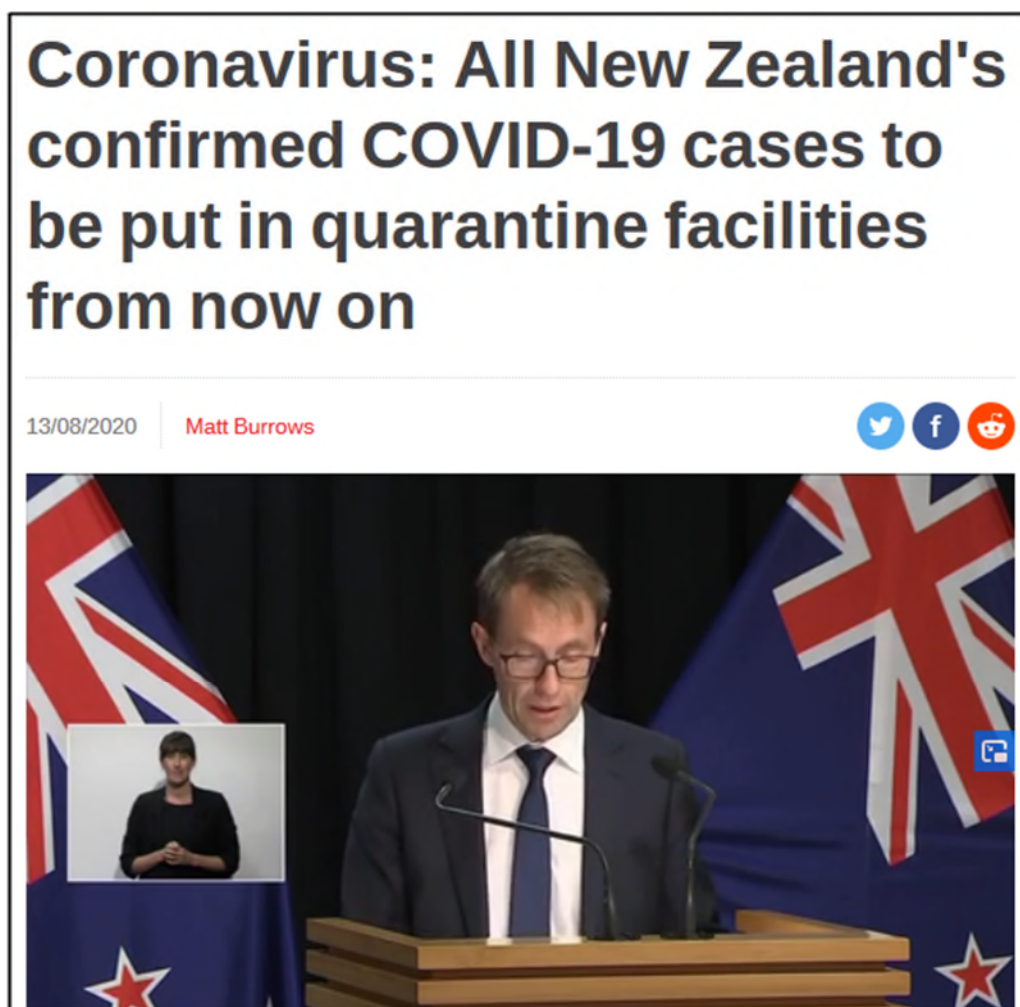 Coronavirus: All New Zealand's
confirmed COVID-19 cases to
be put in quarantine facilities
from now on
13/08/2020
Matt Burrows